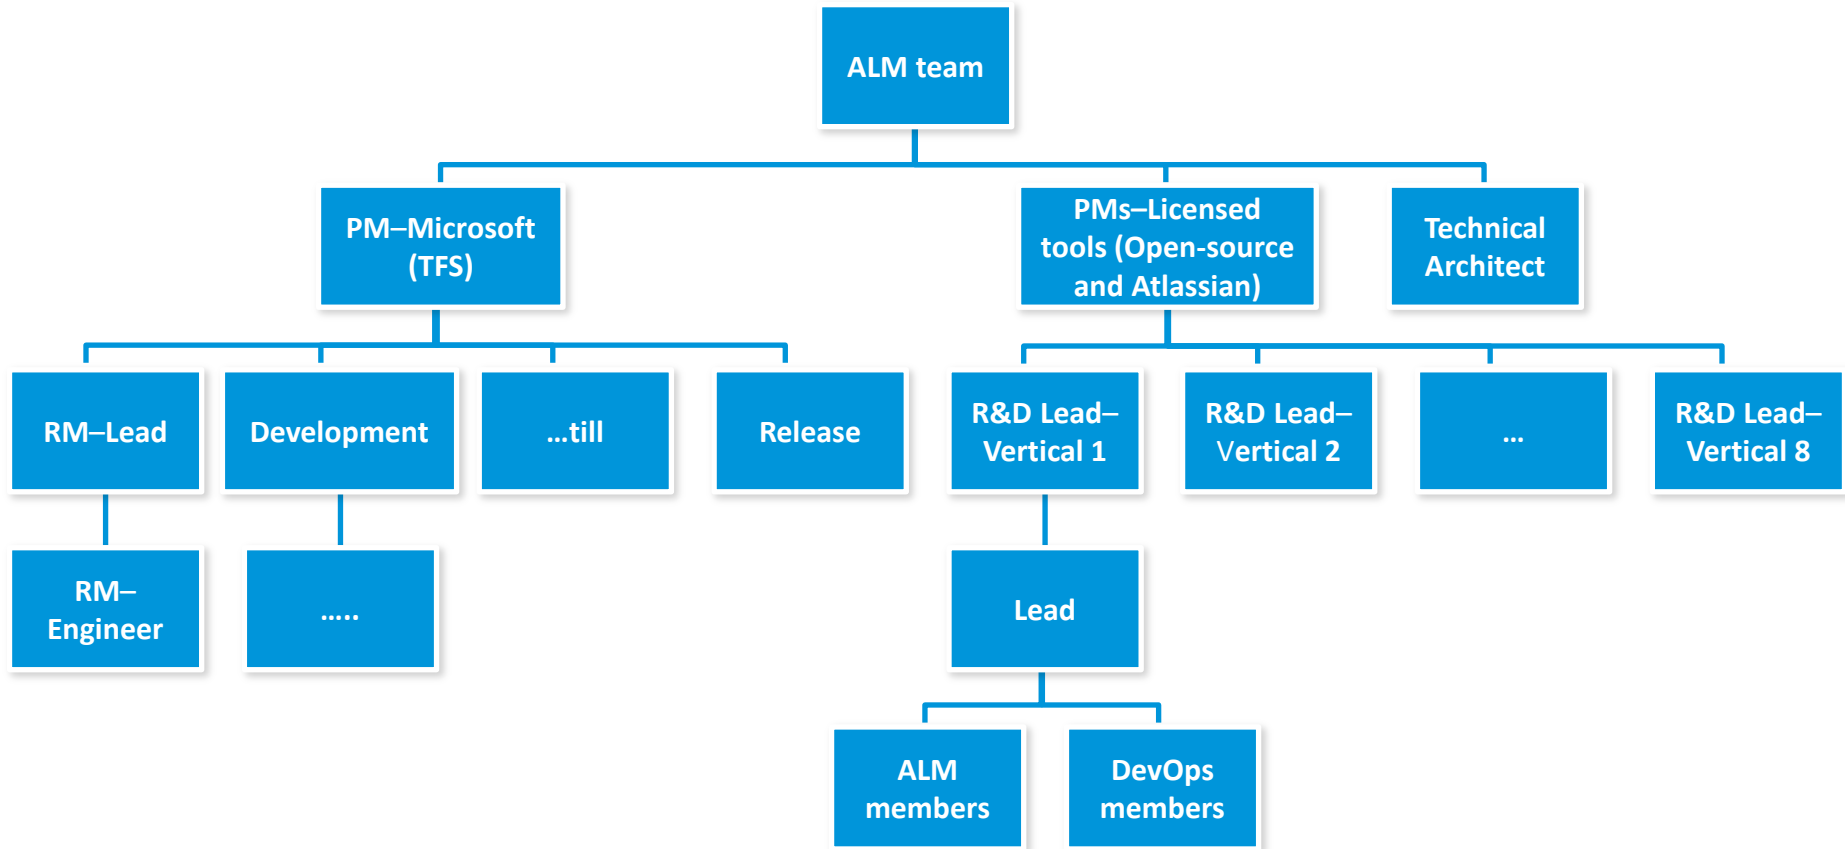 ALM team
PM–Microsoft
(TFS)
PMs–Licensed
tools (Open-source
and Atlassian)
Technical
Architect
RM–Lead
Development
...till
Release
R&D Lead–
Vertical 1
R&D Lead–
Vertical 2
...
R&D Lead–
Vertical 8
RM–
Engineer
.....
Lead
ALM
members
DevOps
members